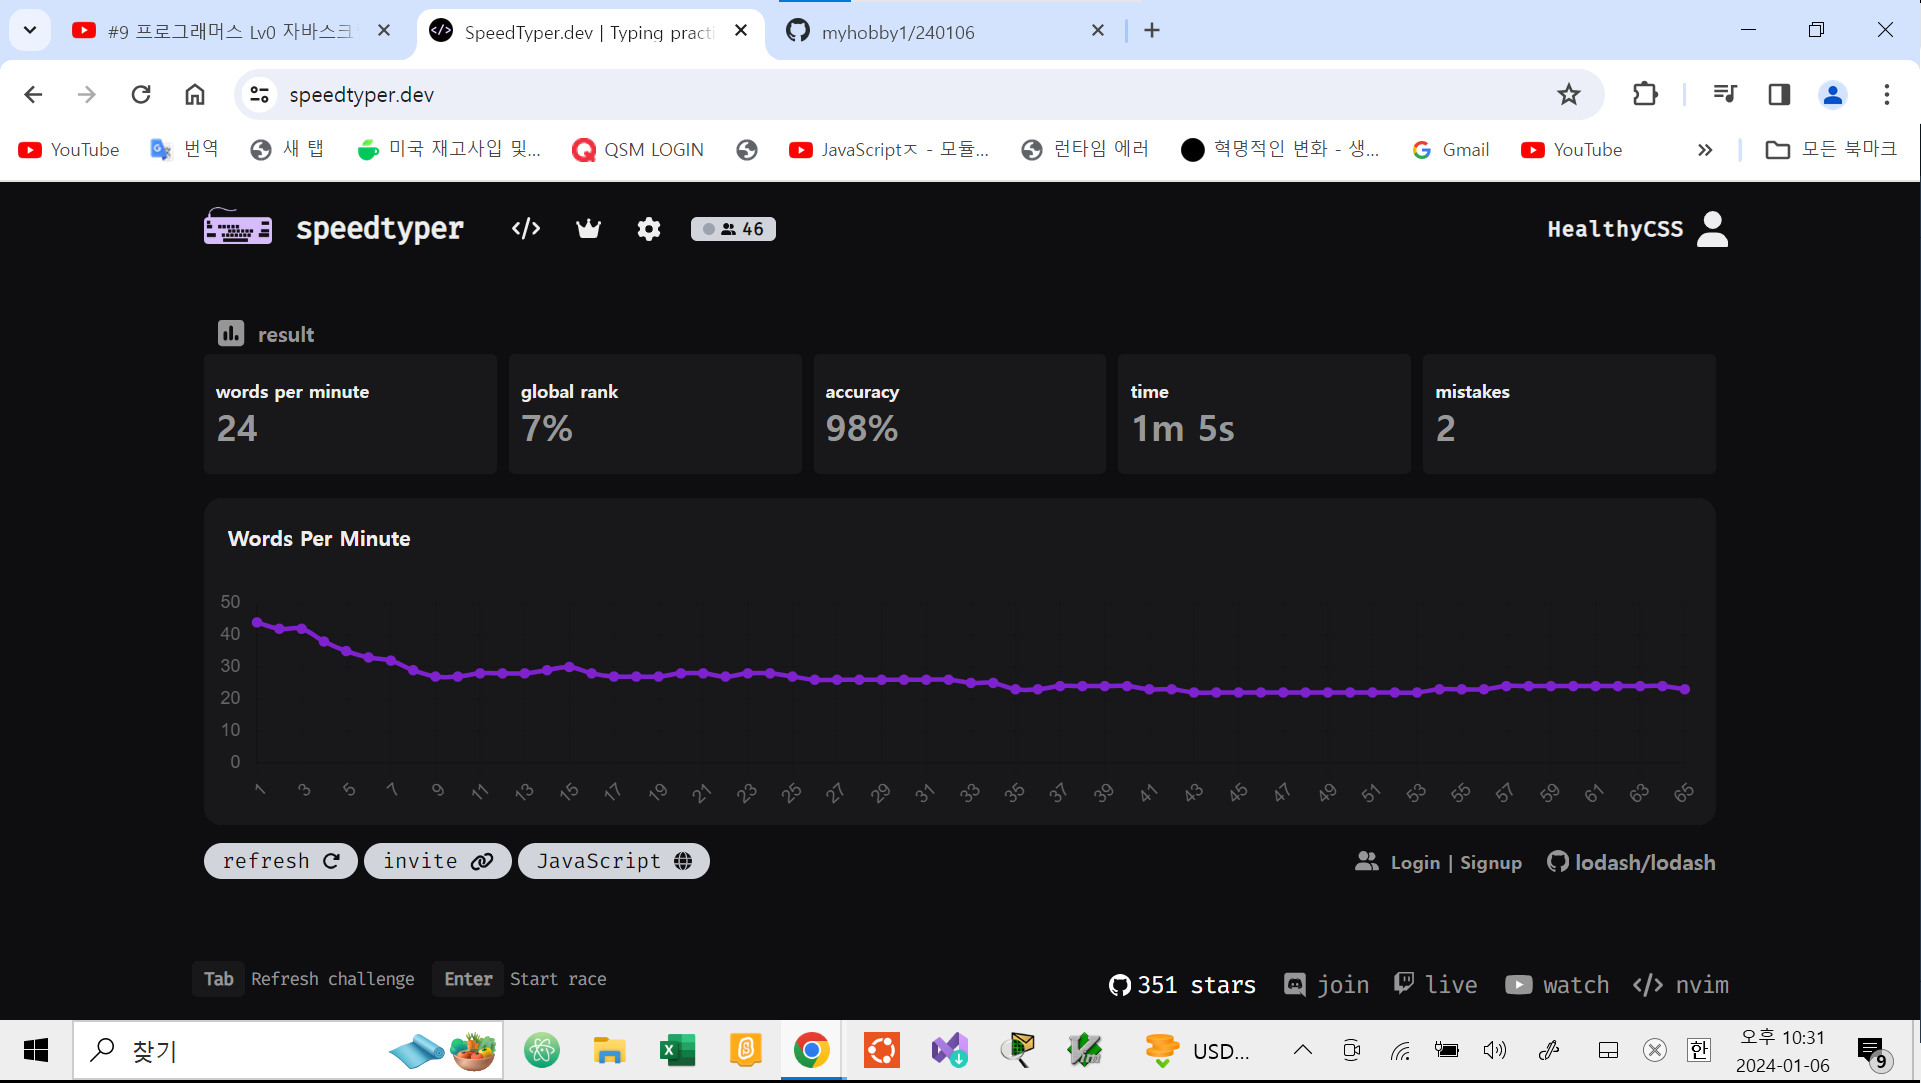 #9 프로그래머스 Lv0 자바스크
SpeedTyper.dev | Typing practi
myhobby1/240106
speedtyper.dev
YouTube
번역
새 탭
미국 재고사입 및...
QSM LOGIN
JavaScriptㅈ - 모듈...
런타임 에러
혁명적인 변화 - 생...
Gmail
YouTube
모든 북마크
speedtyper
46
HealthyCSS
result
words per minute
24
global rank
7%
accuracy
98%
time
1m 5s
mistakes
2
Words Per Minute
50
40
30
20
10
0
1 3 5 7 9 11 13 15 17 19 21 23 25 27 29 31 33 35 37 39 41 43 45 47 49 51 53 55 57 59 61 63 65
refresh
invite
JavaScript
Login | Signup
lodash/lodash
Tab Refresh challenge
Enter Start race
351 stars
join
live
watch
nvim
찾기
USD...
한
오후 10:31
2024-01-06
9